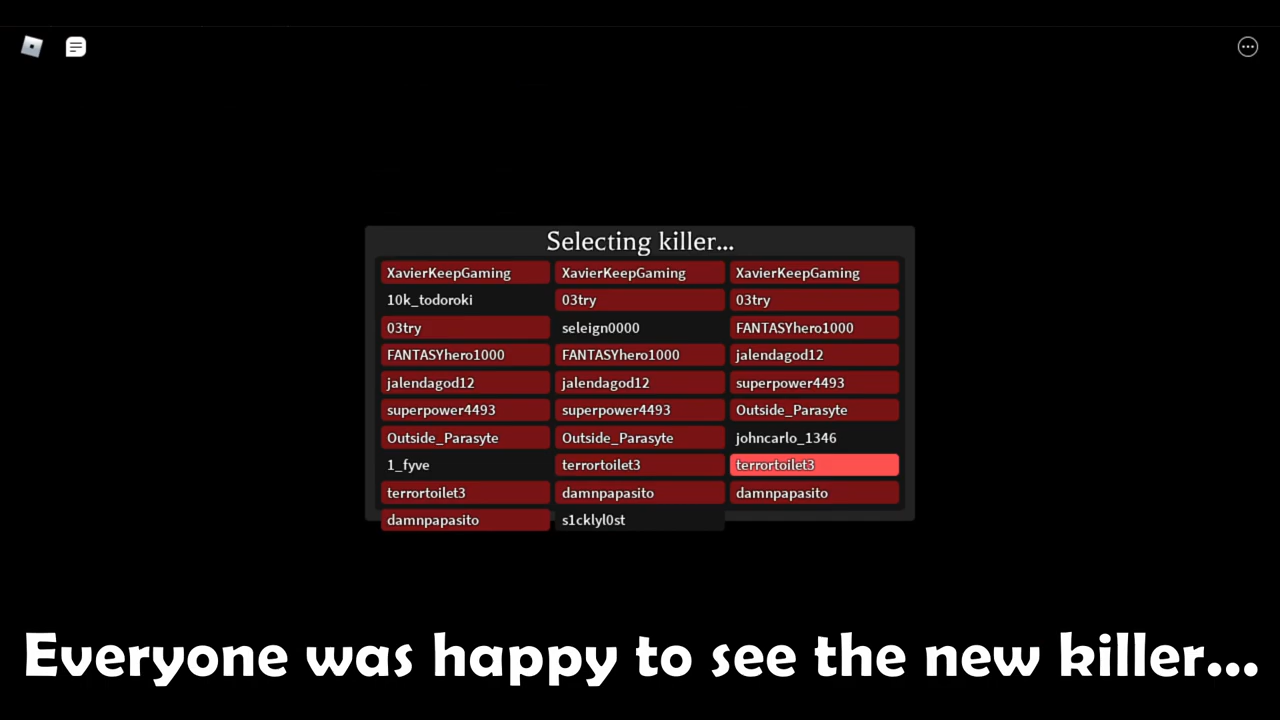 Selecting killer...
XavierKeepGaming XavierKeepGaming XavierKeepGaming
10k_todoroki 03try 03try
03try seleign0000 FANTASYhero1000
FANTASYhero1000 FANTASYhero1000 jalendagod12
jalendagod12 jalendagod12 superpower4493
superpower4493 superpower4493 Outside_Parasyte
Outside_Parasyte Outside_Parasyte johncarlo_1346
1_fyve terrortoilet3 terrortoilet3
terrortoilet3 damnpapasito damnpapasito
damnpapasito s1cklyl0st
Everyone was happy to see the new killer...